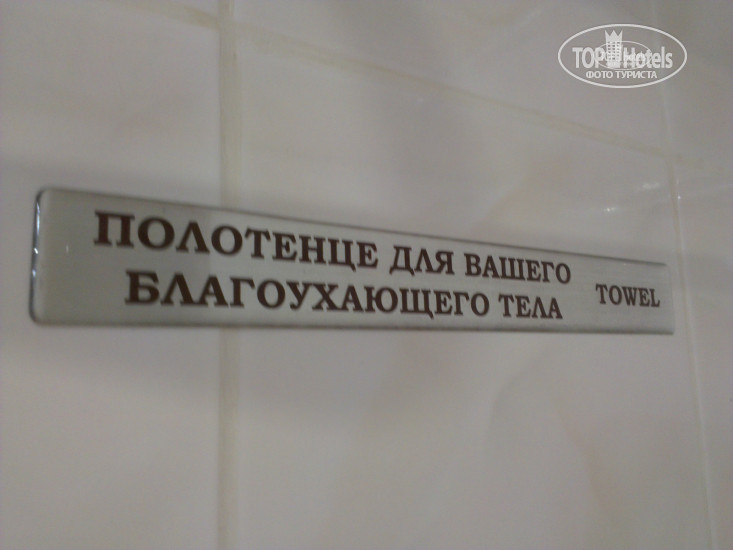 TOP Hotels
ФОТО ТУРИСТА
ПОЛОТЕНЦЕ ДЛЯ ВАШЕГО
БЛАГОУХАЮЩЕГО ТЕЛА
TOWEL